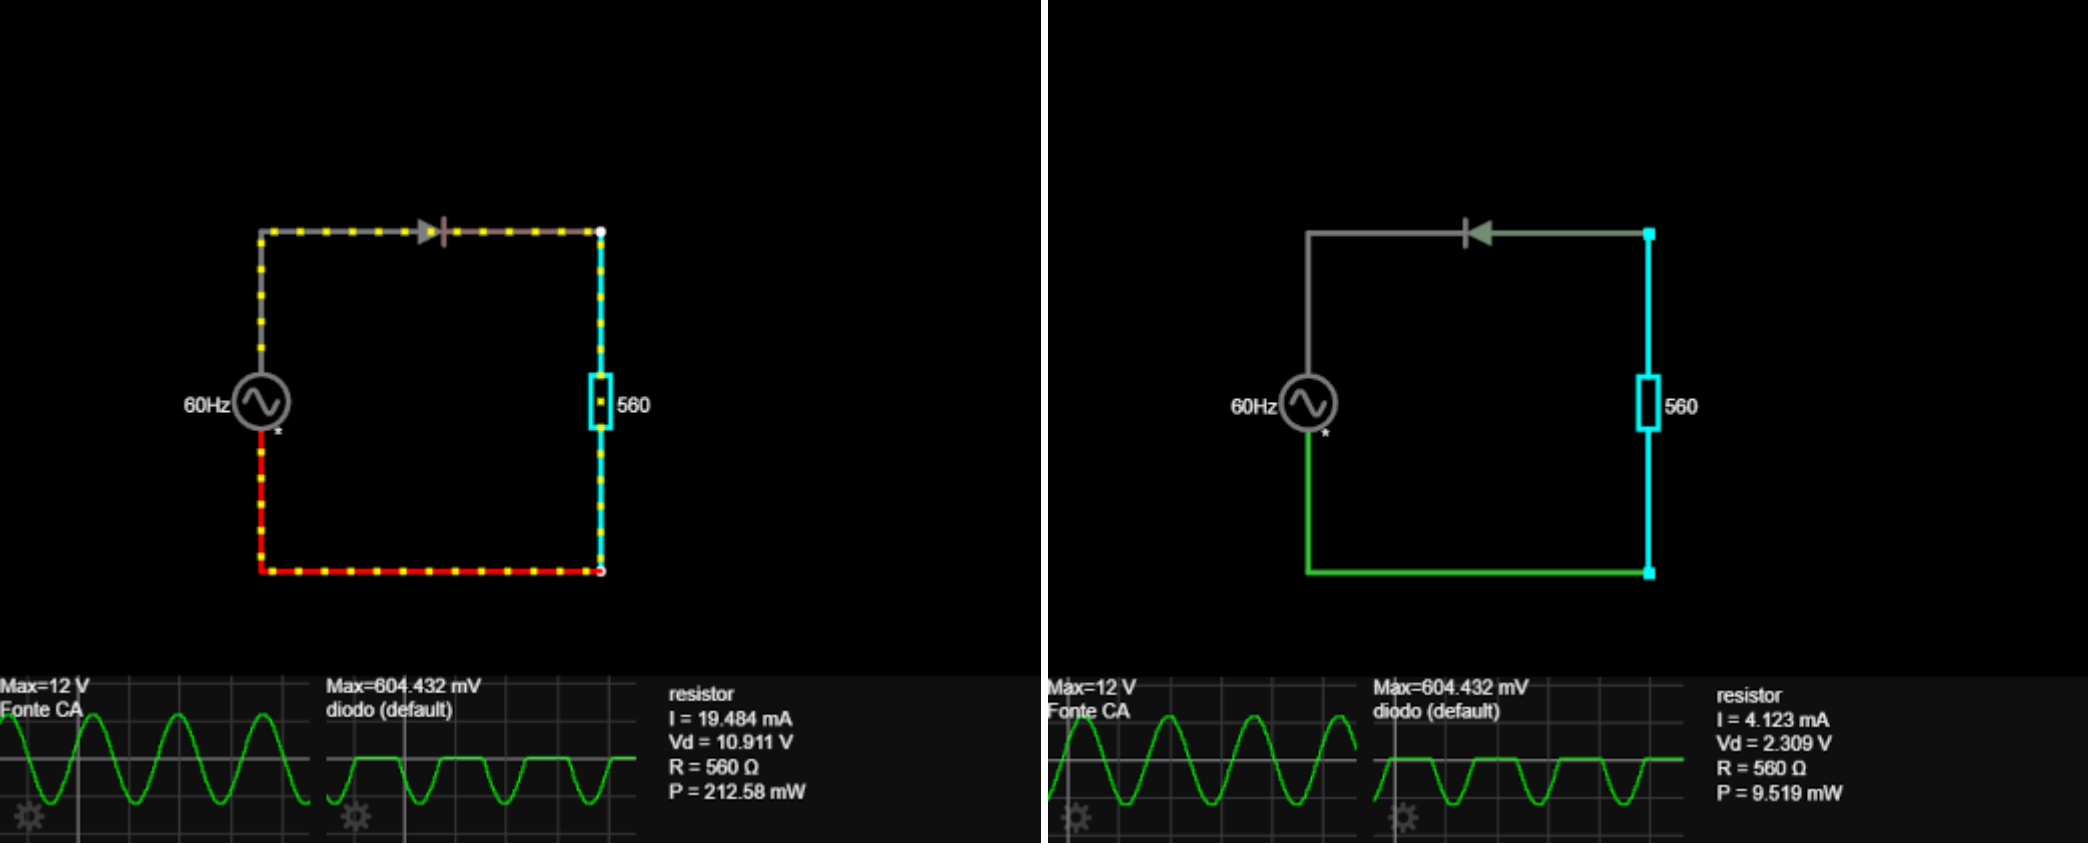 60Hz
*
560
Max=12 V
Fonte CA
Max=604.432 mV
diodo (default)
resistor
I = 19.484 mA
Vd = 10.911 V
R = 560 Ω
P = 212.58 mW
60Hz
*
560
Max=12 V
Fonte CA
Max=604.432 mV
diodo (default)
resistor
I = 4.123 mA
Vd = 2.309 V
R = 560 Ω
P = 9.519 mW